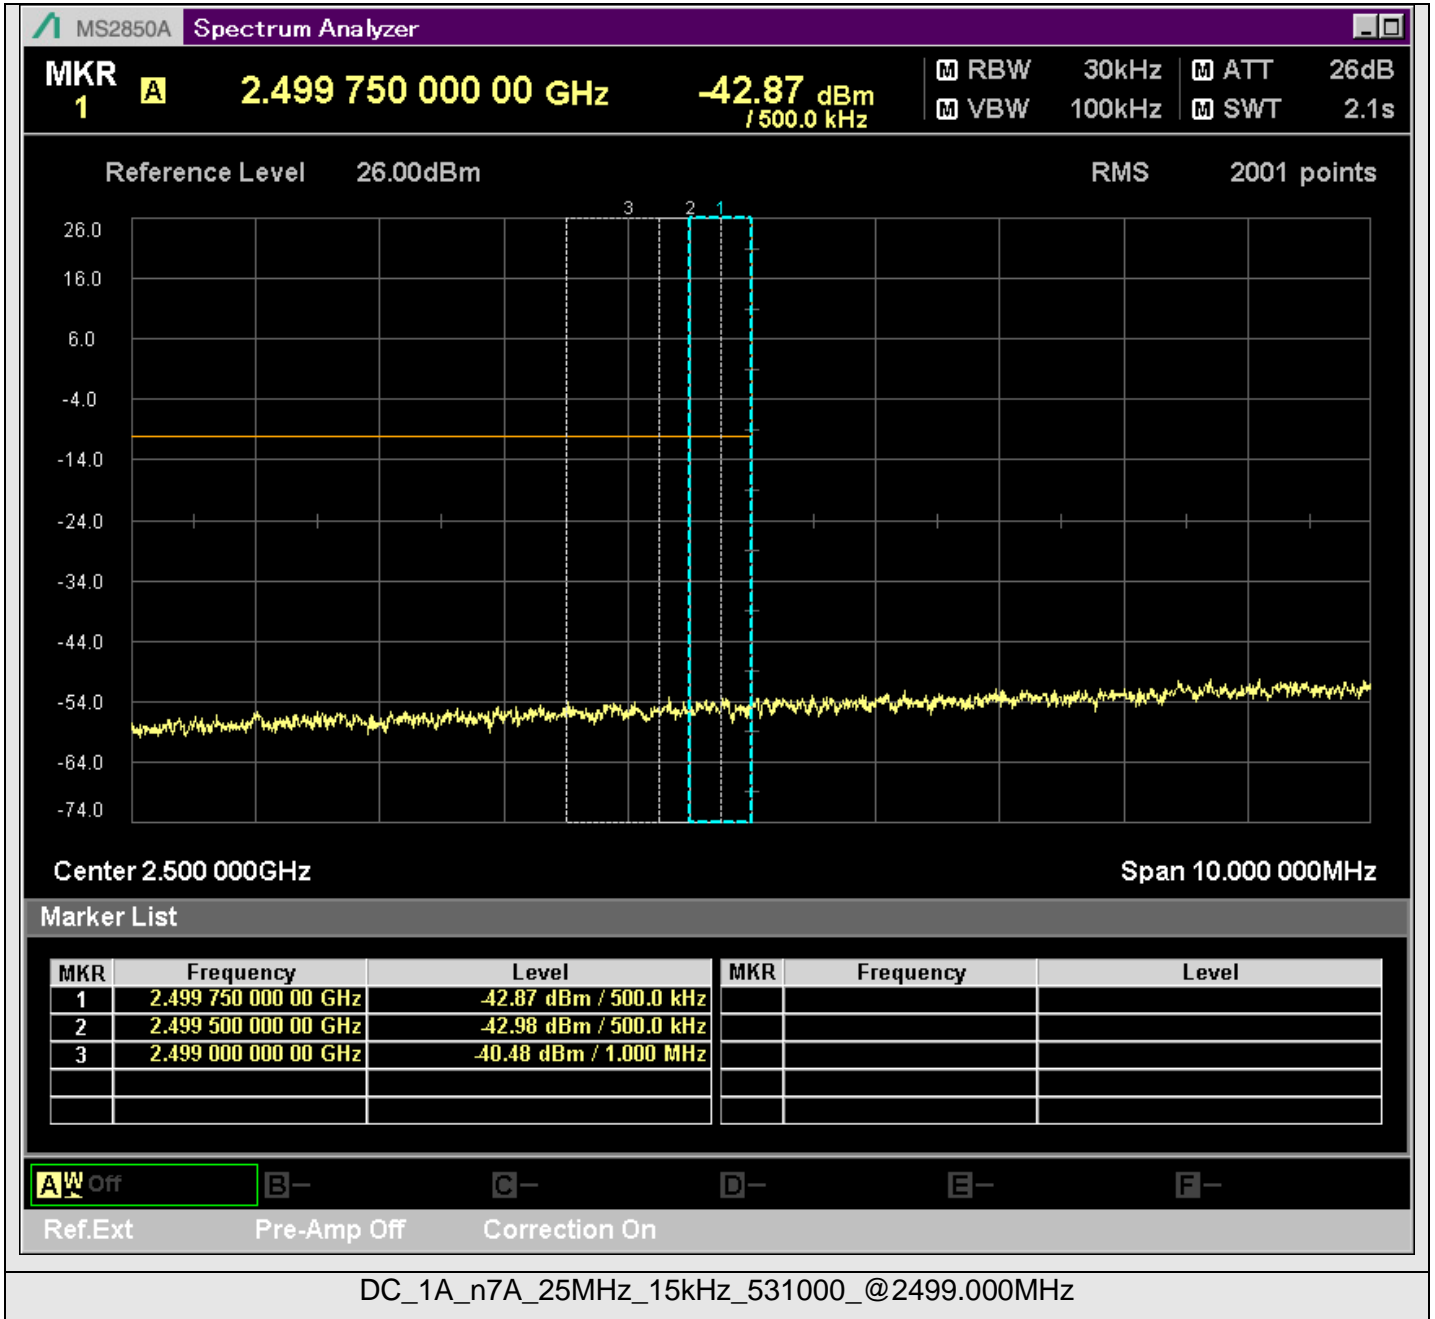 MS2850A Spectrum Analyzer
MKR 1 A 2.499 750 000 00 GHz -42.87 dBm / 500.0 kHz
M RBW 30kHz M ATT 26dB
M VBW 100kHz M SWT 2.1s
Reference Level 26.00dBm RMS 2001 points
3 2 1
26.0
16.0
6.0
-4.0
-14.0
-24.0
-34.0
-44.0
-54.0
-64.0
-74.0
Center 2.500 000GHz Span 10.000 000MHz
Marker List
MKR Frequency Level MKR Frequency Level
1 2.499 750 000 00 GHz -42.87 dBm / 500.0 kHz
2 2.499 500 000 00 GHz -42.98 dBm / 500.0 kHz
3 2.499 000 000 00 GHz -40.48 dBm / 1.000 MHz
A W Off B - C - D - E - F -
Ref.Ext Pre-Amp Off Correction On
DC_1A_n7A_25MHz_15kHz_531000_@2499.000MHz